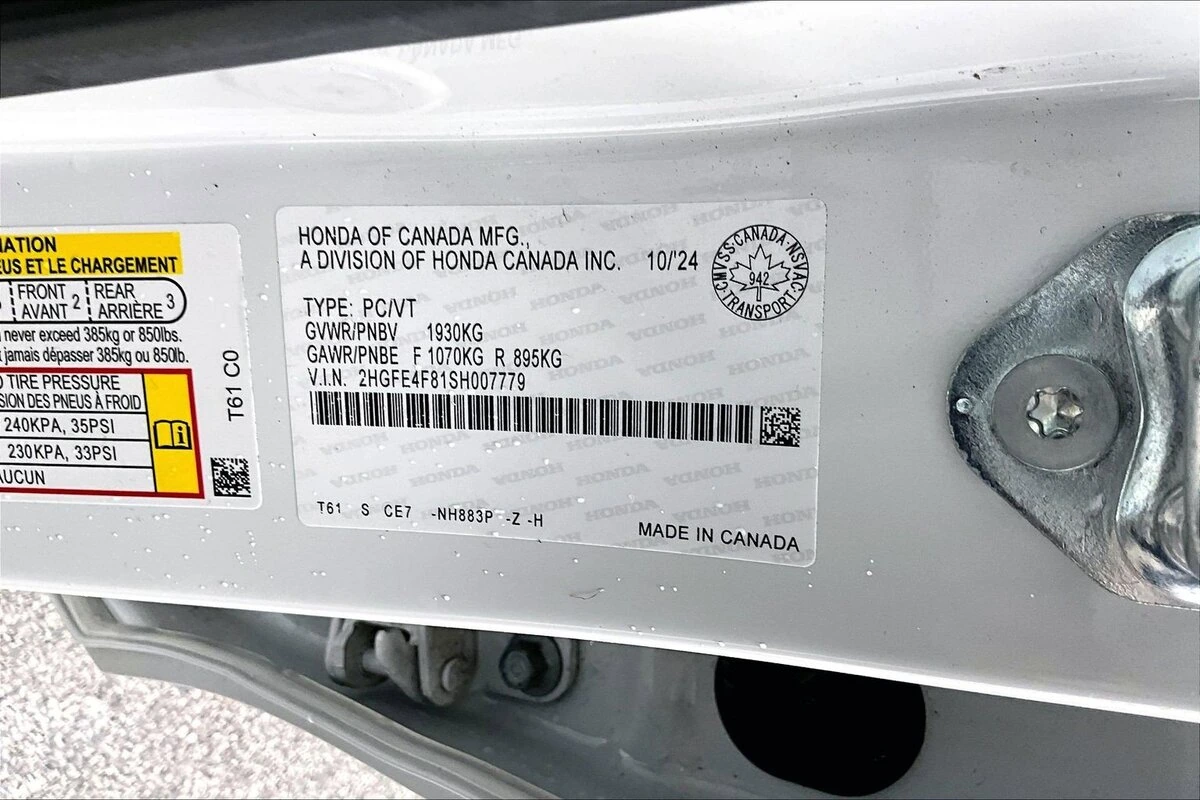 MATION
EUS ET LE CHARGEMENT
FRONT
AVANT 2
REAR
ARRIÈRE 3
never exceed 385kg or 850lbs.
jamais dépasser 385kg ou 850lb.
TIRE PRESSURE
SION DES PNEUS À FROID
240KPA, 35PSI
230KPA, 33PSI
AUCUN
T61 C0
HONDA OF CANADA MFG.,
A DIVISION OF HONDA CANADA INC. 10/'24
CMVSS·CANADA·NSVAC
942
TRANSPORT
TYPE: PC/VT
GVWR/PNBV 1930KG
GAWR/PNBE F 1070KG R 895KG
V.I.N. 2HGFE4F81SH007779
T61 S CE7 -NH883P -Z -H
MADE IN CANADA